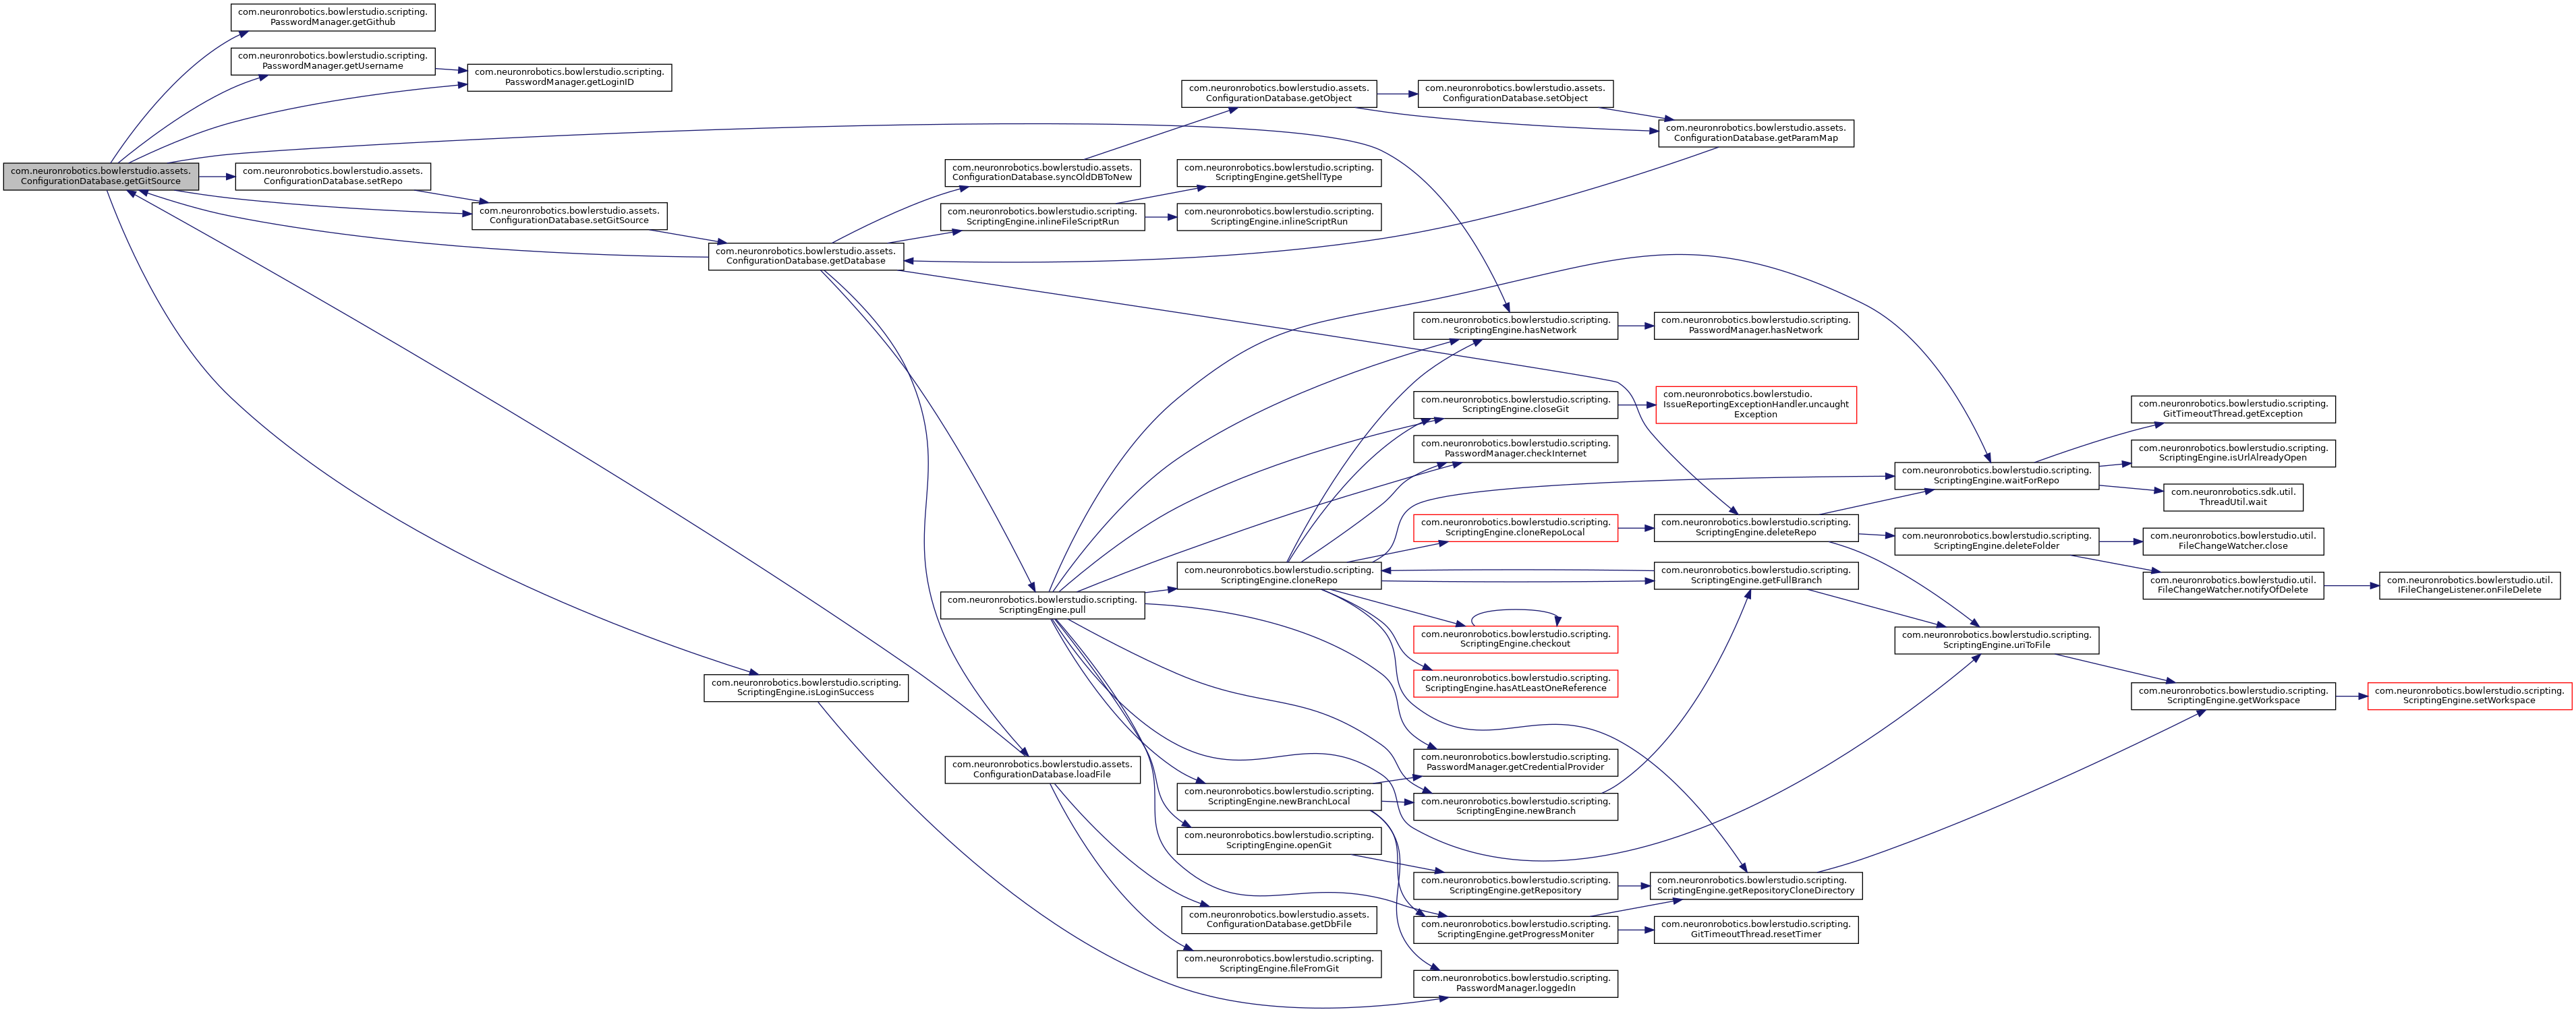 com.neuronrobotics.bowlerstudio.scripting.
PasswordManager.getGithub
com.neuronrobotics.bowlerstudio.scripting.
PasswordManager.getUsername
com.neuronrobotics.bowlerstudio.scripting.
PasswordManager.getLoginID
com.neuronrobotics.bowlerstudio.assets.
ConfigurationDatabase.getGitSource
com.neuronrobotics.bowlerstudio.assets.
ConfigurationDatabase.setRepo
com.neuronrobotics.bowlerstudio.assets.
ConfigurationDatabase.setGitSource
com.neuronrobotics.bowlerstudio.assets.
ConfigurationDatabase.getDatabase
com.neuronrobotics.bowlerstudio.scripting.
ScriptingEngine.isLoginSuccess
com.neuronrobotics.bowlerstudio.assets.
ConfigurationDatabase.syncOldDBToNew
com.neuronrobotics.bowlerstudio.scripting.
ScriptingEngine.inlineFileScriptRun
com.neuronrobotics.bowlerstudio.scripting.
ScriptingEngine.pull
com.neuronrobotics.bowlerstudio.assets.
ConfigurationDatabase.loadFile
com.neuronrobotics.bowlerstudio.assets.
ConfigurationDatabase.getObject
com.neuronrobotics.bowlerstudio.scripting.
ScriptingEngine.getShellType
com.neuronrobotics.bowlerstudio.scripting.
ScriptingEngine.inlineScriptRun
com.neuronrobotics.bowlerstudio.scripting.
ScriptingEngine.cloneRepo
com.neuronrobotics.bowlerstudio.scripting.
ScriptingEngine.newBranchLocal
com.neuronrobotics.bowlerstudio.scripting.
ScriptingEngine.openGit
com.neuronrobotics.bowlerstudio.assets.
ConfigurationDatabase.getDbFile
com.neuronrobotics.bowlerstudio.scripting.
ScriptingEngine.fileFromGit
com.neuronrobotics.bowlerstudio.assets.
ConfigurationDatabase.setObject
com.neuronrobotics.bowlerstudio.assets.
ConfigurationDatabase.getParamMap
com.neuronrobotics.bowlerstudio.scripting.
ScriptingEngine.hasNetwork
com.neuronrobotics.bowlerstudio.scripting.
PasswordManager.hasNetwork
com.neuronrobotics.bowlerstudio.scripting.
ScriptingEngine.closeGit
com.neuronrobotics.bowlerstudio.
IssueReportingExceptionHandler.uncaught
Exception
com.neuronrobotics.bowlerstudio.scripting.
PasswordManager.checkInternet
com.neuronrobotics.bowlerstudio.scripting.
ScriptingEngine.cloneRepoLocal
com.neuronrobotics.bowlerstudio.scripting.
ScriptingEngine.deleteRepo
com.neuronrobotics.bowlerstudio.scripting.
ScriptingEngine.getFullBranch
com.neuronrobotics.bowlerstudio.scripting.
ScriptingEngine.checkout
com.neuronrobotics.bowlerstudio.scripting.
ScriptingEngine.hasAtLeastOneReference
com.neuronrobotics.bowlerstudio.scripting.
PasswordManager.getCredentialProvider
com.neuronrobotics.bowlerstudio.scripting.
ScriptingEngine.newBranch
com.neuronrobotics.bowlerstudio.scripting.
ScriptingEngine.getRepository
com.neuronrobotics.bowlerstudio.scripting.
ScriptingEngine.getRepositoryCloneDirectory
com.neuronrobotics.bowlerstudio.scripting.
ScriptingEngine.getProgressMoniter
com.neuronrobotics.bowlerstudio.scripting.
GitTimeoutThread.resetTimer
com.neuronrobotics.bowlerstudio.scripting.
PasswordManager.loggedIn
com.neuronrobotics.bowlerstudio.scripting.
ScriptingEngine.waitForRepo
com.neuronrobotics.bowlerstudio.scripting.
ScriptingEngine.deleteFolder
com.neuronrobotics.bowlerstudio.scripting.
ScriptingEngine.uriToFile
com.neuronrobotics.bowlerstudio.scripting.
GitTimeoutThread.getException
com.neuronrobotics.bowlerstudio.scripting.
ScriptingEngine.isUrlAlreadyOpen
com.neuronrobotics.sdk.util.
ThreadUtil.wait
com.neuronrobotics.bowlerstudio.util.
FileChangeWatcher.close
com.neuronrobotics.bowlerstudio.util.
FileChangeWatcher.notifyOfDelete
com.neuronrobotics.bowlerstudio.util.
IFileChangeListener.onFileDelete
com.neuronrobotics.bowlerstudio.scripting.
ScriptingEngine.getWorkspace
com.neuronrobotics.bowlerstudio.scripting.
ScriptingEngine.setWorkspace